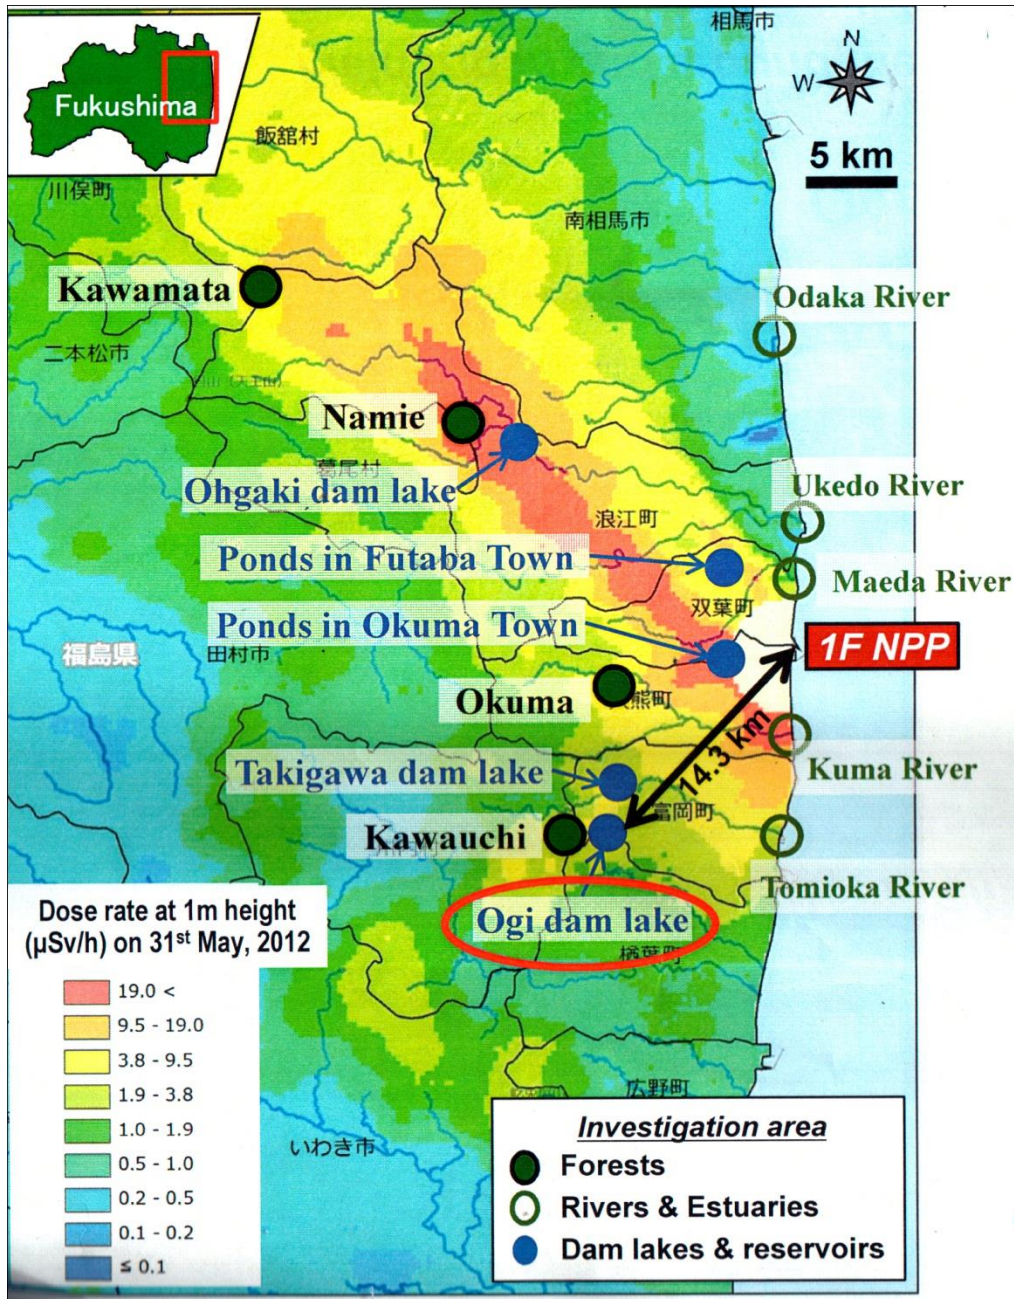 Fukushima
相馬市
N
W
5 km
飯舘村
川俣町
南相馬市
Kawamata
Odaka River
二本松市
Namie
葛尾村
Ohgaki dam lake
Ukedo River
浪江町
Ponds in Futaba Town
Maeda River
双葉町
Ponds in Okuma Town
1F NPP
福島県
田村市
Okuma
熊町
14.3 km
Takigawa dam lake
Kuma River
富岡町
Kawauchi
Tomioka River
Ogi dam lake
楢葉町
Dose rate at 1m height
(μSv/h) on 31st May, 2012
19.0 <
9.5 - 19.0
3.8 - 9.5
1.9 - 3.8
1.0 - 1.9
0.5 - 1.0
0.2 - 0.5
0.1 - 0.2
≤ 0.1
広野町
いわき市
Investigation area
Forests
Rivers & Estuaries
Dam lakes & reservoirs